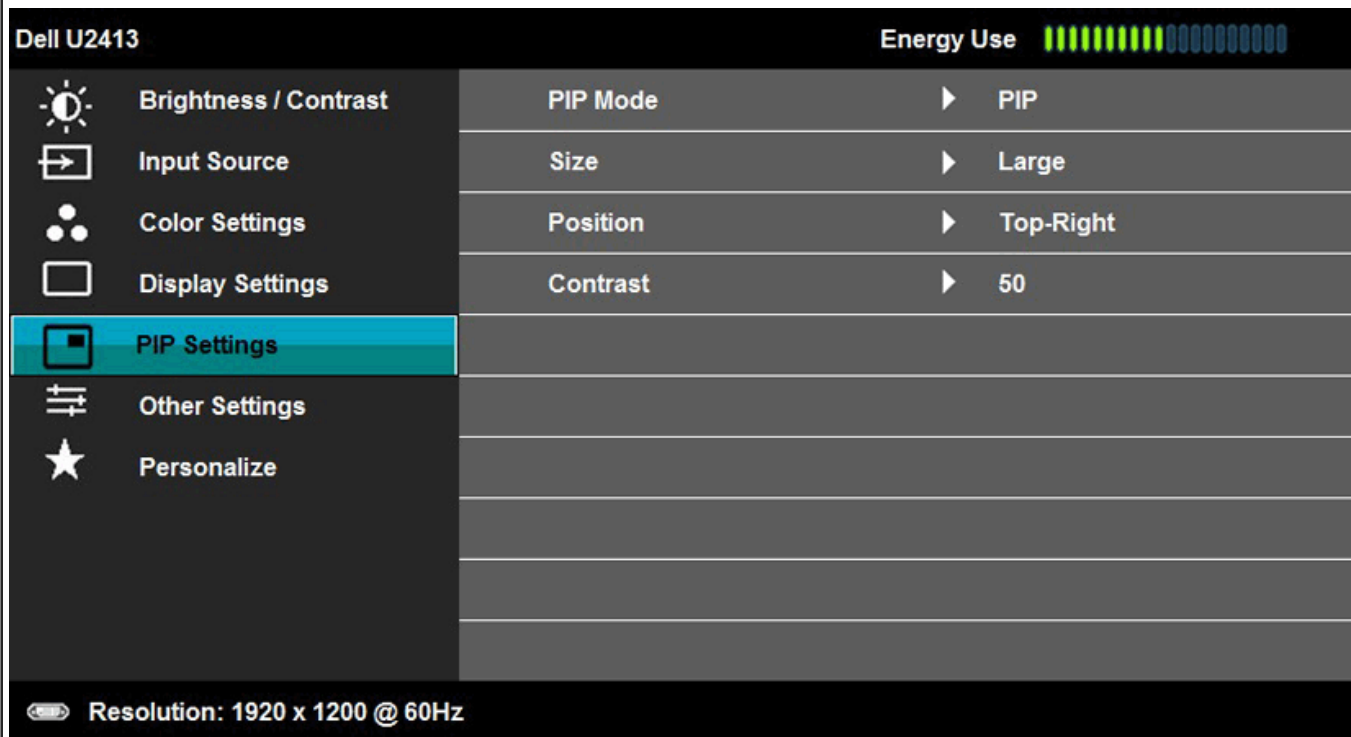 Dell U2413 Energy Use
Brightness / Contrast PIP Mode PIP
Input Source Size Large
Color Settings Position Top-Right
Display Settings Contrast 50
PIP Settings
Other Settings
Personalize
Resolution: 1920 x 1200 @ 60Hz